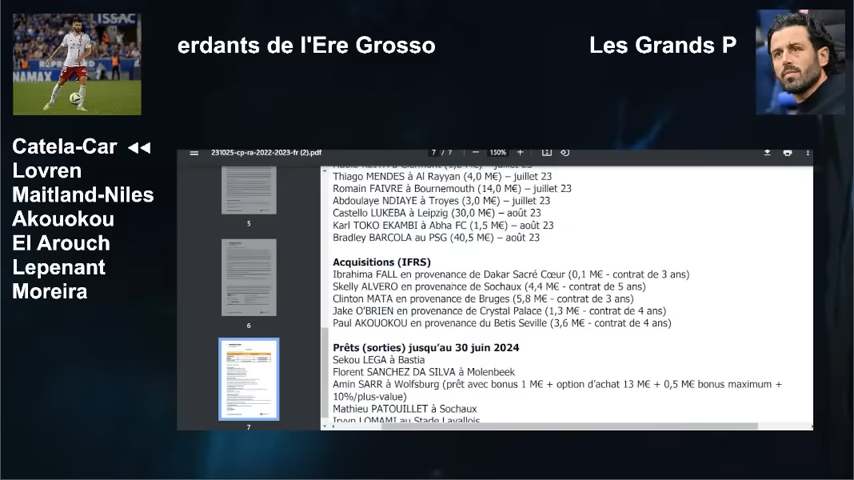 erdants de l'Ere Grosso
Les Grands P
Catela-Car
Lovren
Maitland-Niles
Akouokou
El Arouch
Lepenant
Moreira
231025-cp-ra-2022-2023-fr (2).pdf
7 / 7
150%
Thiago MENDES à Al Rayyan (4,0 M€) – juillet 23
Romain FAIVRE à Bournemouth (14,0 M€) – juillet 23
Abdoulaye NDIAYE à Troyes (3,0 M€) – juillet 23
Castello LUKEBA à Leipzig (30,0 M€) – août 23
Karl TOKO EKAMBI à Abha FC (1,5 M€) – août 23
Bradley BARCOLA au PSG (40,5 M€) – août 23
Acquisitions (IFRS)
Ibrahima FALL en provenance de Dakar Sacré Cœur (0,1 M€ - contrat de 3 ans)
Skelly ALVERO en provenance de Sochaux (4,4 M€ - contrat de 5 ans)
Clinton MATA en provenance de Bruges (5,8 M€ - contrat de 3 ans)
Jake O'BRIEN en provenance de Crystal Palace (1,3 M€ - contrat de 4 ans)
Paul AKOUOKOU en provenance du Betis Seville (3,6 M€ - contrat de 4 ans)
Prêts (sorties) jusqu'au 30 juin 2024
Sekou LEGA à Bastia
Florent SANCHEZ DA SILVA à Molenbeek
Amin SARR à Wolfsburg (prêt avec bonus 1 M€ + option d'achat 13 M€ + 0,5 M€ bonus maximum +
10%/plus-value)
Mathieu PATOUILLET à Sochaux
Irvyn LOMAMI au Stade Lavallois
5
6
7